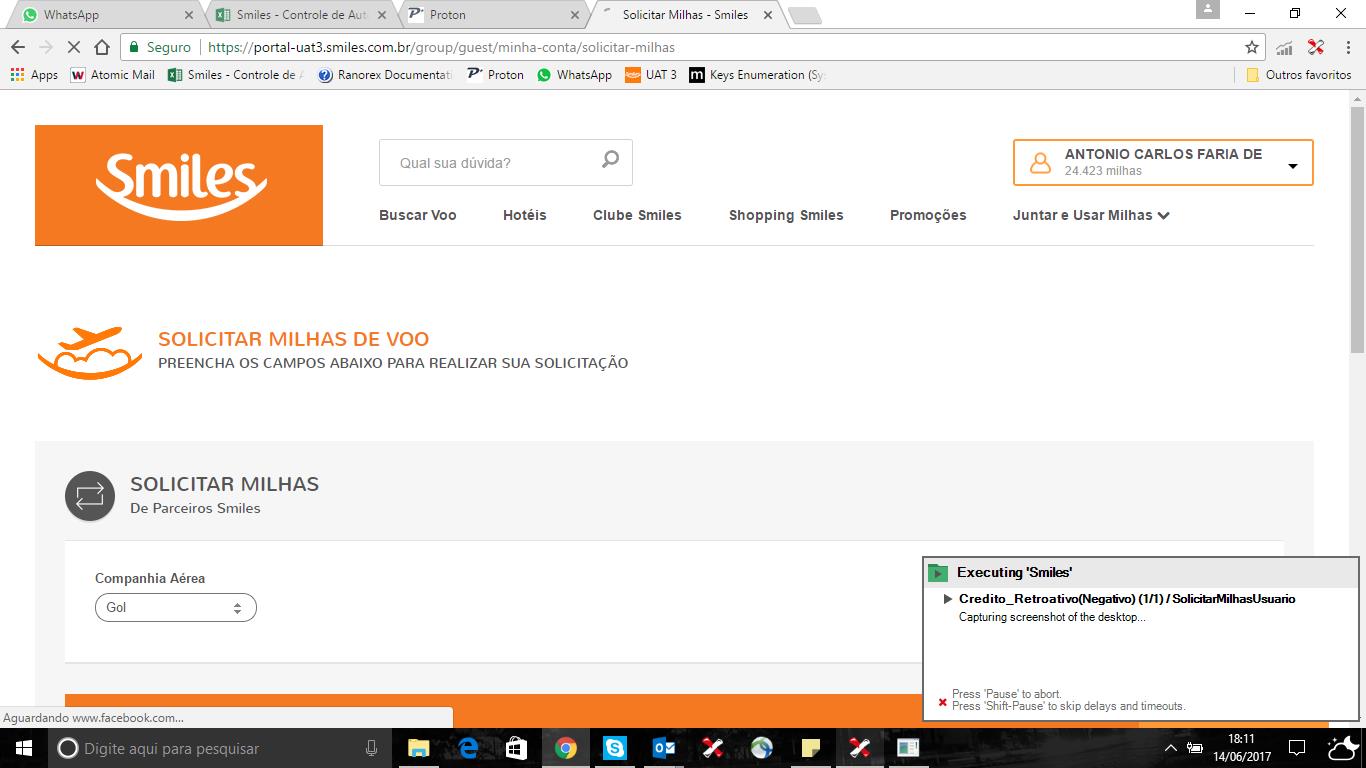 WhatsApp
Smiles - Controle de Aut
Proton
Solicitar Milhas - Smiles
Seguro
https://portal-uat3.smiles.com.br/group/guest/minha-conta/solicitar-milhas
Apps
Atomic Mail
Smiles - Controle de A
Ranorex Documentati
Proton
WhatsApp
UAT 3
Keys Enumeration (Sy
Outros favoritos
Smiles
Qual sua dúvida?
ANTONIO CARLOS FARIA DE
24.423 milhas
Buscar Voo
Hotéis
Clube Smiles
Shopping Smiles
Promoções
Juntar e Usar Milhas
SOLICITAR MILHAS DE VOO
PREENCHA OS CAMPOS ABAIXO PARA REALIZAR SUA SOLICITAÇÃO
SOLICITAR MILHAS
De Parceiros Smiles
Companhia Aérea
Gol
Executing 'Smiles'
Credito_Retroativo(Negativo) (1/1) / SolicitarMilhasUsuario
Capturing screenshot of the desktop...
Press 'Pause' to abort.
Press 'Shift-Pause' to skip delays and timeouts.
Aguardando www.facebook.com...
Digite aqui para pesquisar
18:11
14/06/2017